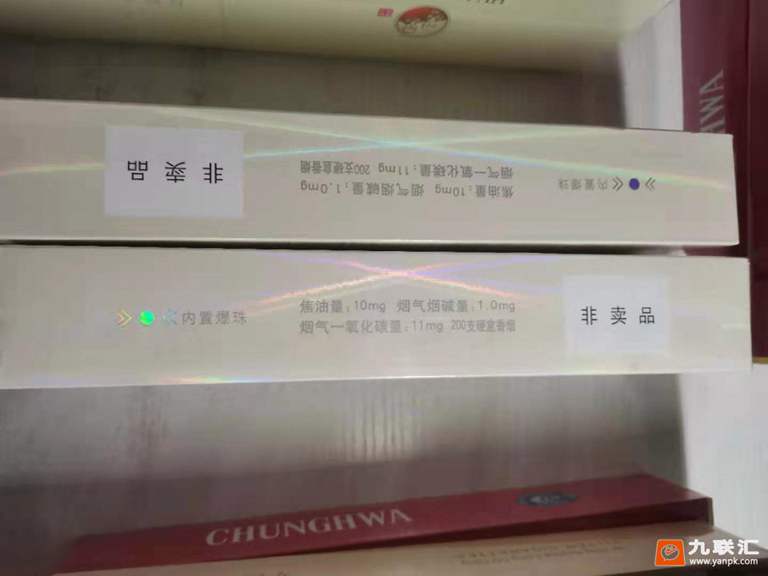 非卖品
焦油量:10mg 烟气烟碱量:1.0mg
烟气一氧化碳量:11mg 200支硬盒香烟
内置爆珠
内置爆珠
焦油量:10mg 烟气烟碱量:1.0mg
烟气一氧化碳量:11mg 200支硬盒香烟
非卖品
CHUNGHWA
九联汇
www.yanpk.com